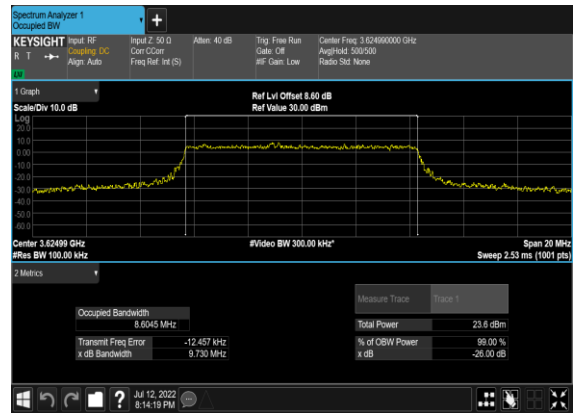 Spectrum Analyzer 1
Occupied BW
+
KEYSIGHT Input: RF Input Z: 50 Ω Atten: 40 dB Trig: Free Run Center Freq: 3.624990000 GHz
R T Coupling: DC Corr CCorr Gate: Off Avg|Hold: 500/500
Align: Auto Freq Ref: Int (S) #IF Gain: Low Radio Std: None
LXI
1 Graph
Ref Lvl Offset 8.60 dB
Scale/Div 10.0 dB Ref Value 30.00 dBm
Log
20.0
10.0
0.00
-10.0
-20.0
-30.0
-40.0
-50.0
-60.0
Center 3.62499 GHz #Video BW 300.00 kHz* Span 20 MHz
#Res BW 100.00 kHz Sweep 2.53 ms (1001 pts)
2 Metrics
Measure Trace Trace 1
Occupied Bandwidth
8.6045 MHz Total Power 23.6 dBm
Transmit Freq Error -12.457 kHz % of OBW Power 99.00 %
x dB Bandwidth 9.730 MHz x dB -26.00 dB
? Jul 12, 2022
8:14:19 PM